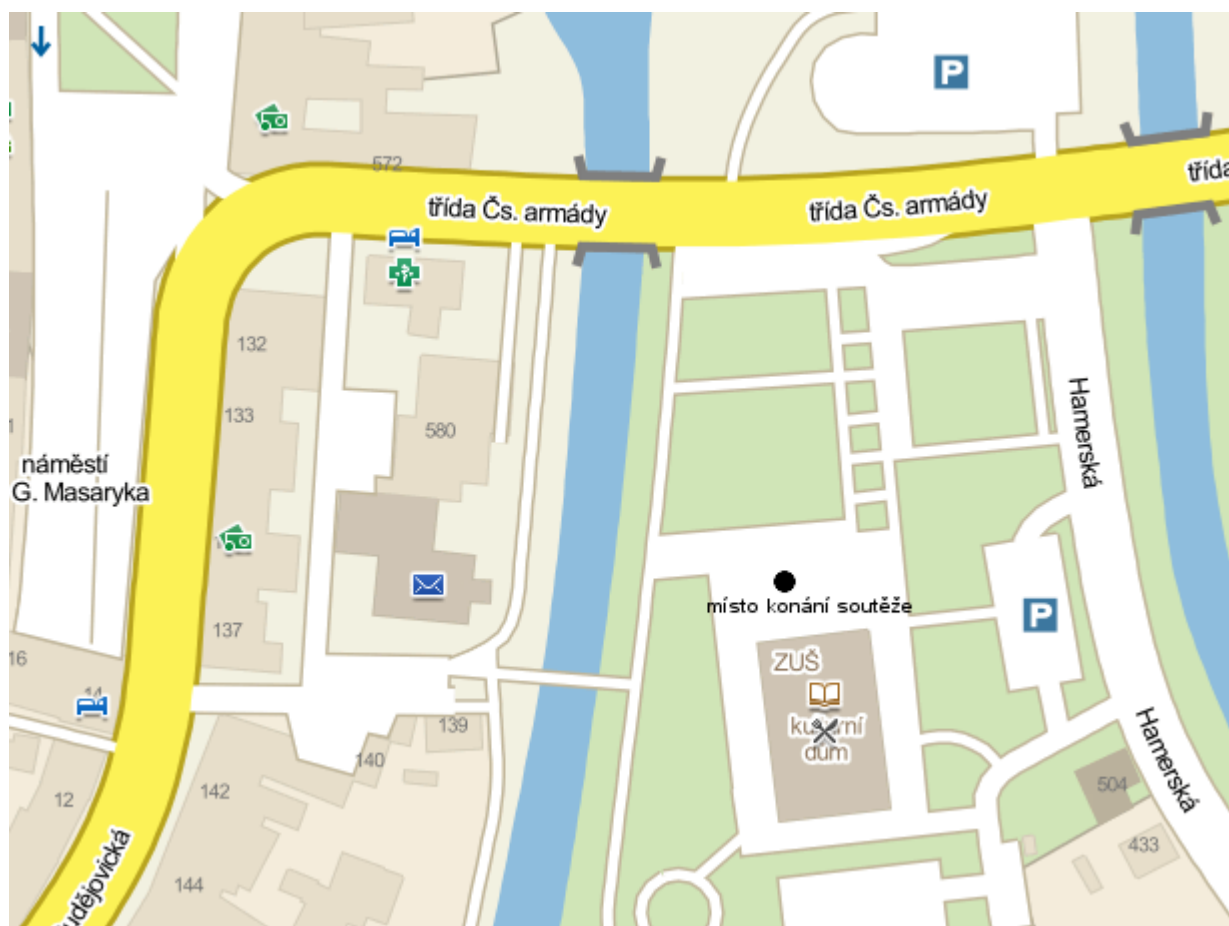 P
572
třída Čs. armády
třída Čs. armády
třída
132
133
580
náměstí
G. Masaryka
Hamerská
137
16
14
místo konání soutěže
P
ZUŠ
kulturní
dům
139
140
142
12
144
504
433
Hamerská
udějovická